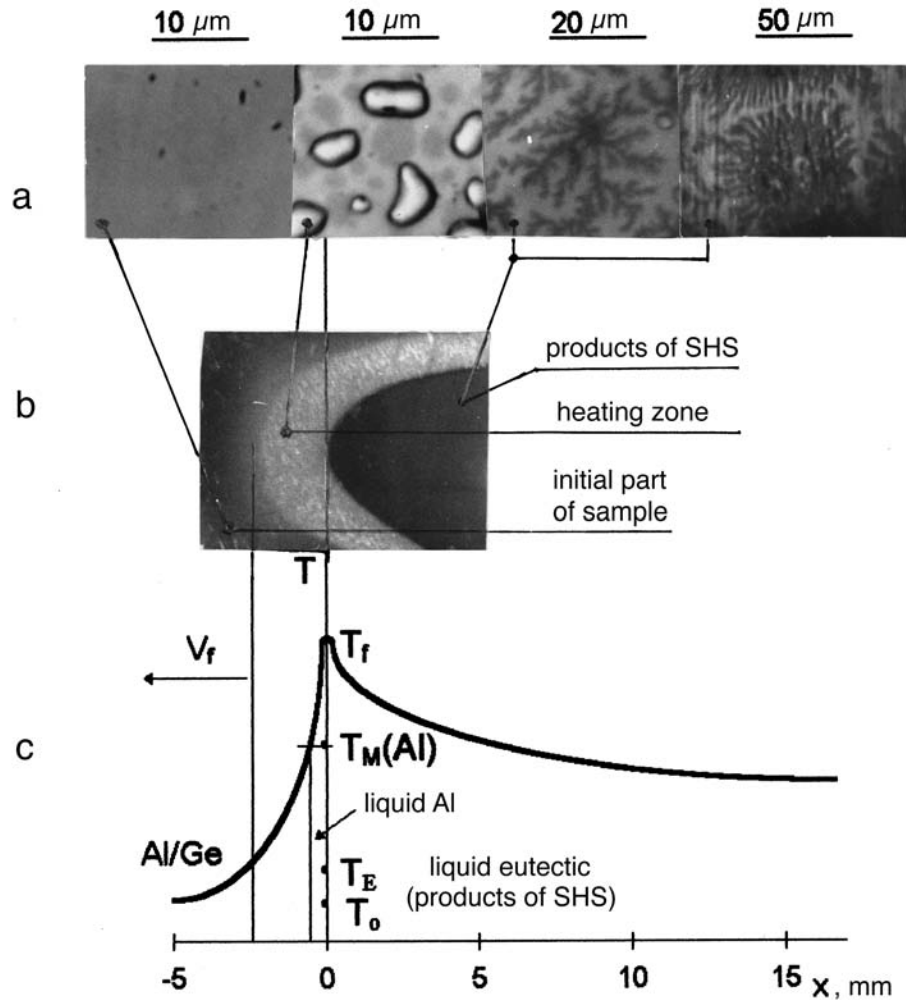 10 μm 10 μm 20 μm 50 μm
a
b
products of SHS
heating zone
initial part
of sample
T
V_f
T_f
c
T_M(Al)
liquid Al
Al/Ge
T_E
liquid eutectic
(products of SHS)
T_o
-5 0 5 10 15 x, mm